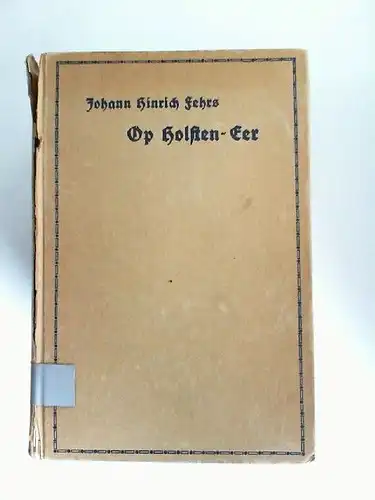 Johann Hinrich Fehrs
Op Holsten-Eer